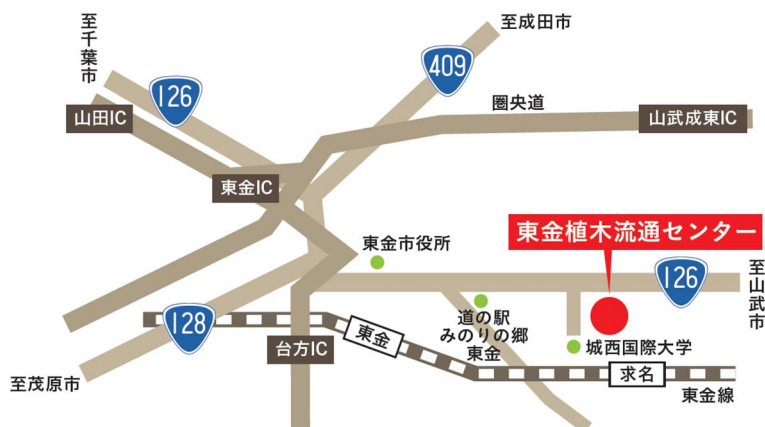 至千葉市
至成田市
126
409
圏央道
山田IC
山武成東IC
東金IC
東金植木流通センター
東金市役所
126
至山武市
128
道の駅
みのりの郷
東金
東金
台方IC
城西国際大学
求名
至茂原市
東金線